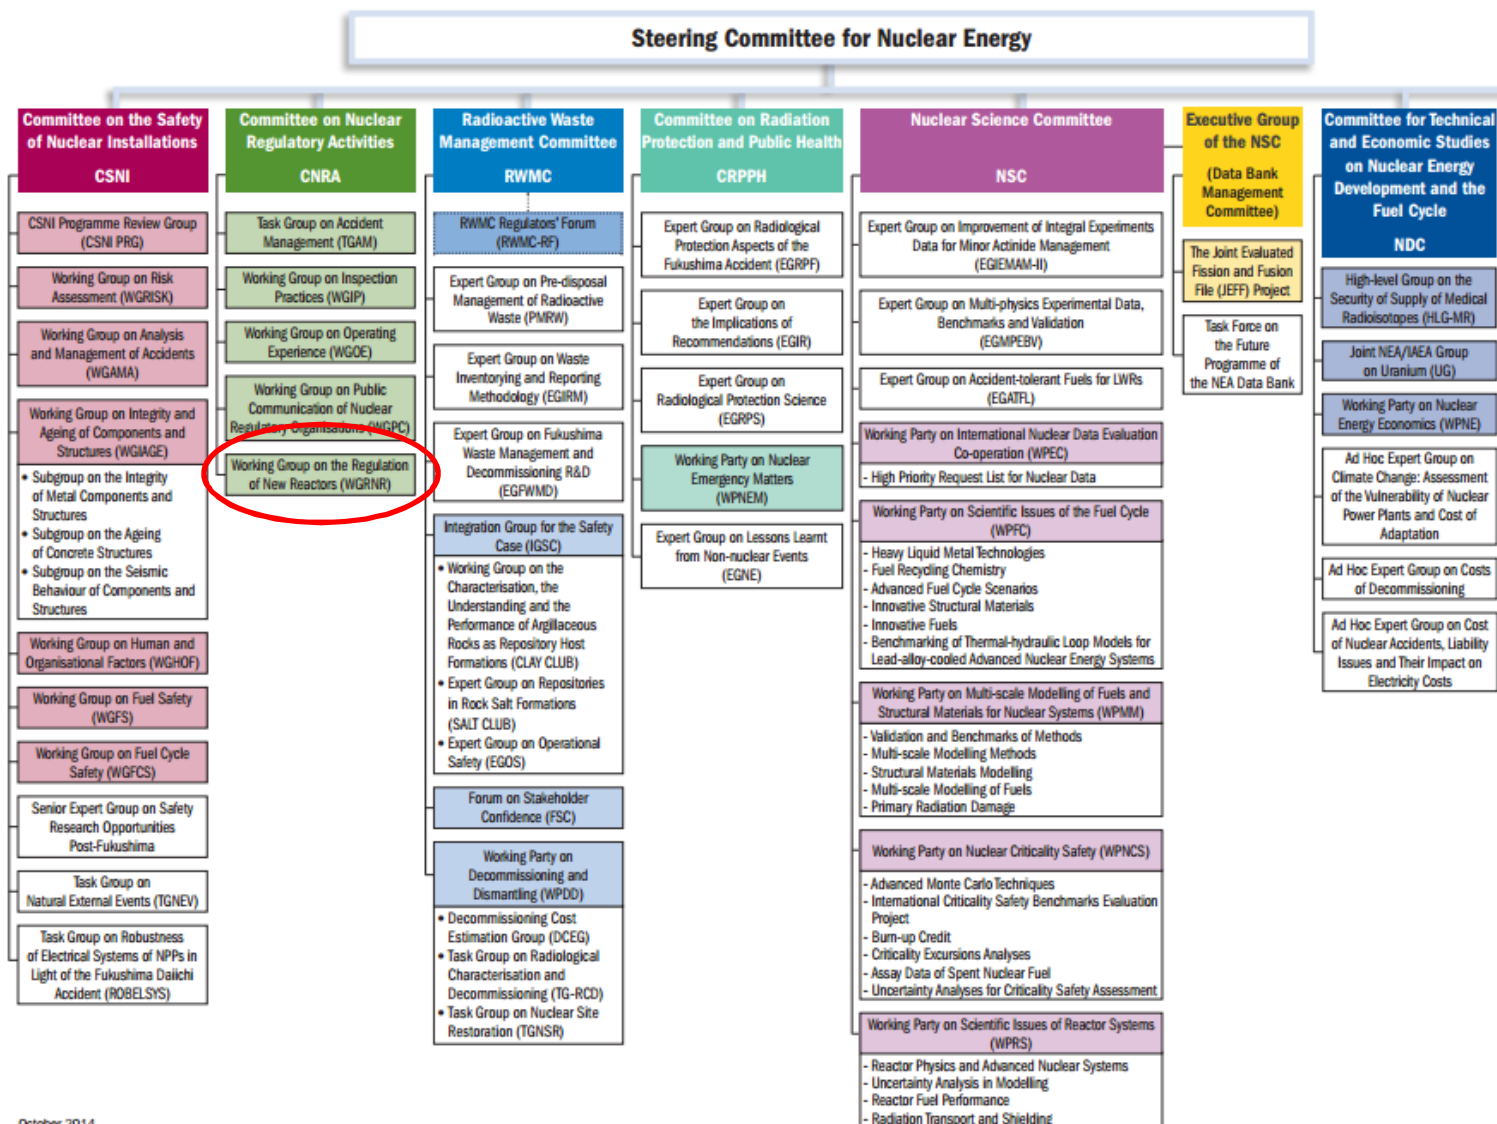 Steering Committee for Nuclear Energy
Committee on the Safety
of Nuclear Installations
CSNI
CSNI Programme Review Group
(CSNI PRG)
Working Group on Risk
Assessment (WGRISK)
Working Group on Analysis
and Management of Accidents
(WGAMA)
Working Group on Integrity and
Ageing of Components and
Structures (WGIAGE)
• Subgroup on the Integrity
of Metal Components and
Structures
• Subgroup on the Ageing
of Concrete Structures
• Subgroup on the Seismic
Behaviour of Components and
Structures
Working Group on Human and
Organisational Factors (WGHOF)
Working Group on Fuel Safety
(WGFS)
Working Group on Fuel Cycle
Safety (WGFCS)
Senior Expert Group on Safety
Research Opportunities
Post-Fukushima
Task Group on
Natural External Events (TGNEV)
Task Group on Robustness
of Electrical Systems of NPPs in
Light of the Fukushima Daiichi
Accident (ROBELSYS)
Committee on Nuclear
Regulatory Activities
CNRA
Task Group on Accident
Management (TGAM)
Working Group on Inspection
Practices (WGIP)
Working Group on Operating
Experience (WGOE)
Working Group on Public
Communication of Nuclear
Regulatory Organisations (WGPC)
Working Group on the Regulation
of New Reactors (WGRNR)
Radioactive Waste
Management Committee
RWMC
RWMC Regulators' Forum
(RWMC-RF)
Expert Group on Pre-disposal
Management of Radioactive
Waste (PMRW)
Expert Group on Waste
Inventorying and Reporting
Methodology (EGIRM)
Expert Group on Fukushima
Waste Management and
Decommissioning R&D
(EGFWMD)
Integration Group for the Safety
Case (IGSC)
• Working Group on the
Characterisation, the
Understanding and the
Performance of Argillaceous
Rocks as Repository Host
Formations (CLAY CLUB)
• Expert Group on Repositories
in Rock Salt Formations
(SALT CLUB)
• Expert Group on Operational
Safety (EGOS)
Forum on Stakeholder
Confidence (FSC)
Working Party on
Decommissioning and
Dismantling (WPDD)
• Decommissioning Cost
Estimation Group (DCEG)
• Task Group on Radiological
Characterisation and
Decommissioning (TG-RCD)
• Task Group on Nuclear Site
Restoration (TGNSR)
Committee on Radiation
Protection and Public Health
CRPPH
Expert Group on Radiological
Protection Aspects of the
Fukushima Accident (EGRPF)
Expert Group on
the Implications of
Recommendations (EGIR)
Expert Group on
Radiological Protection Science
(EGRPS)
Working Party on Nuclear
Emergency Matters
(WPNEM)
Expert Group on Lessons Learnt
from Non-nuclear Events
(EGNE)
Nuclear Science Committee
NSC
Expert Group on Improvement of Integral Experiments
Data for Minor Actinide Management
(EGIEMAM-II)
Expert Group on Multi-physics Experimental Data,
Benchmarks and Validation
(EGMPEBV)
Expert Group on Accident-tolerant Fuels for LWRs
(EGATFL)
Working Party on International Nuclear Data Evaluation
Co-operation (WPEC)
- High Priority Request List for Nuclear Data
Working Party on Scientific Issues of the Fuel Cycle
(WPFC)
- Heavy Liquid Metal Technologies
- Fuel Recycling Chemistry
- Advanced Fuel Cycle Scenarios
- Innovative Structural Materials
- Innovative Fuels
- Benchmarking of Thermal-hydraulic Loop Models for
Lead-alloy-cooled Advanced Nuclear Energy Systems
Working Party on Multi-scale Modelling of Fuels and
Structural Materials for Nuclear Systems (WPMM)
- Validation and Benchmarks of Methods
- Multi-scale Modelling Methods
- Structural Materials Modelling
- Multi-scale Modelling of Fuels
- Primary Radiation Damage
Working Party on Nuclear Criticality Safety (WPNCS)
- Advanced Monte Carlo Techniques
- International Criticality Safety Benchmarks Evaluation
Project
- Burn-up Credit
- Criticality Excursions Analyses
- Assay Data of Spent Nuclear Fuel
- Uncertainty Analyses for Criticality Safety Assessment
Working Party on Scientific Issues of Reactor Systems
(WPRS)
- Reactor Physics and Advanced Nuclear Systems
- Uncertainty Analysis in Modelling
- Reactor Fuel Performance
- Radiation Transport and Shielding
Executive Group
of the NSC
(Data Bank
Management
Committee)
The Joint Evaluated
Fission and Fusion
File (JEFF) Project
Task Force on
the Future
Programme of
the NEA Data Bank
Committee for Technical
and Economic Studies
on Nuclear Energy
Development and the
Fuel Cycle
NDC
High-level Group on the
Security of Supply of Medical
Radioisotopes (HLG-MR)
Joint NEA/IAEA Group
on Uranium (UG)
Working Party on Nuclear
Energy Economics (WPNE)
Ad Hoc Expert Group on
Climate Change: Assessment
of the Vulnerability of Nuclear
Power Plants and Cost of
Adaptation
Ad Hoc Expert Group on Costs
of Decommissioning
Ad Hoc Expert Group on Cost
of Nuclear Accidents, Liability
Issues and Their Impact on
Electricity Costs
October 2014